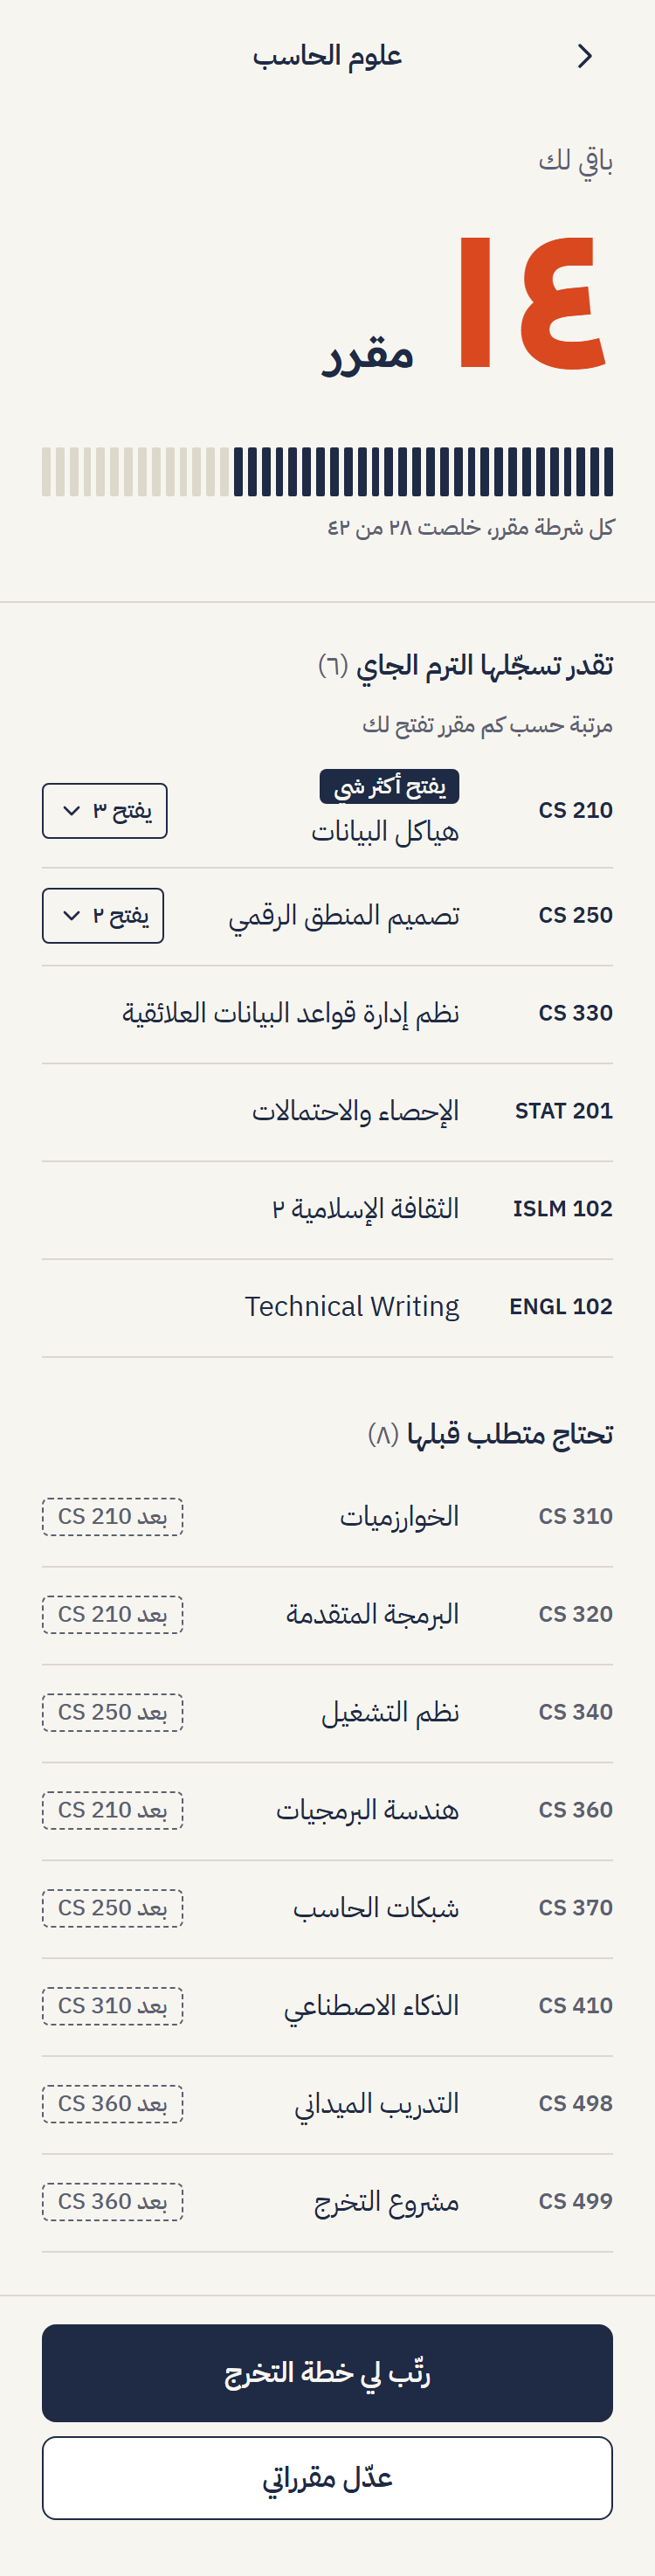 علوم الحاسب
باقي لك
١٤ مقرر
كل شرطة مقرر، خلصت ٢٨ من ٤٢
تقدر تسجّلها الترم الجاي (٦)
مرتبة حسب كم مقرر تفتح لك
CS 210 يفتح أكثر شي هياكل البيانات يفتح ٣
CS 250 تصميم المنطق الرقمي يفتح ٢
CS 330 نظم إدارة قواعد البيانات العلائقية
STAT 201 الإحصاء والاحتمالات
ISLM 102 الثقافة الإسلامية ٢
ENGL 102 Technical Writing
تحتاج متطلب قبلها (٨)
CS 310 الخوارزميات بعد CS 210
CS 320 البرمجة المتقدمة بعد CS 210
CS 340 نظم التشغيل بعد CS 250
CS 360 هندسة البرمجيات بعد CS 210
CS 370 شبكات الحاسب بعد CS 250
CS 410 الذكاء الاصطناعي بعد CS 310
CS 498 التدريب الميداني بعد CS 360
CS 499 مشروع التخرج بعد CS 360
رتّب لي خطة التخرج
عدّل مقرراتي